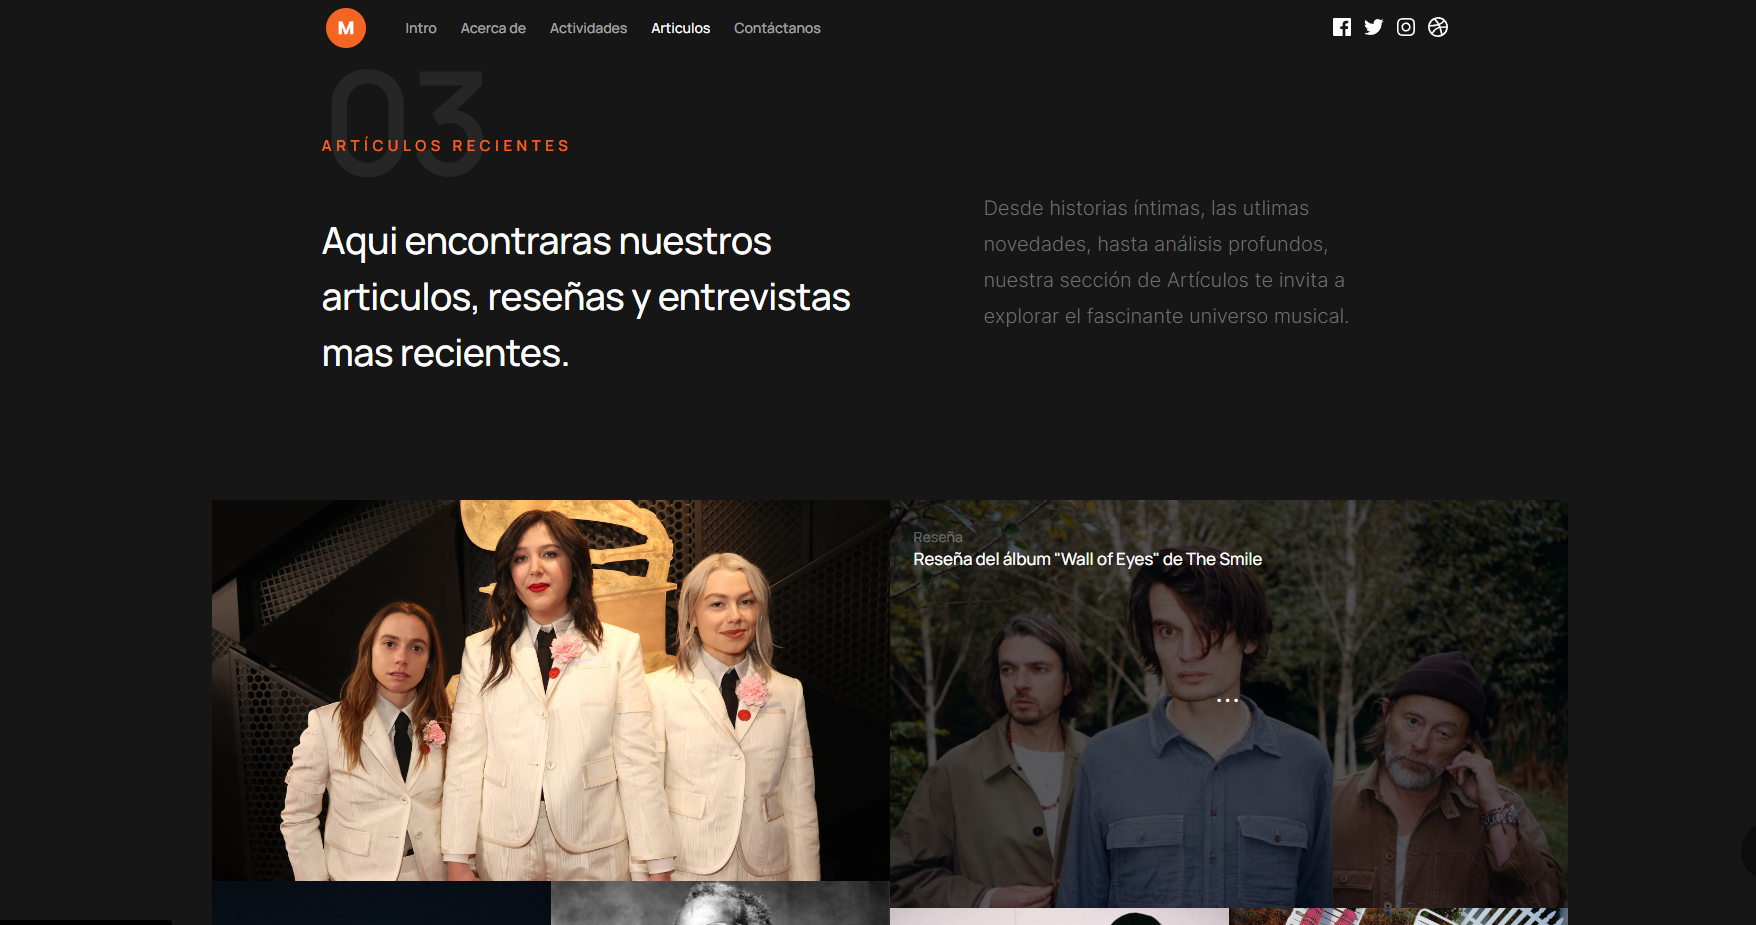 M
Intro
Acerca de
Actividades
Articulos
Contáctanos
03
ARTÍCULOS RECIENTES
Aqui encontraras nuestros
articulos, reseñas y entrevistas
mas recientes.
Desde historias íntimas, las utlimas
novedades, hasta análisis profundos,
nuestra sección de Artículos te invita a
explorar el fascinante universo musical.
Reseña
Reseña del álbum "Wall of Eyes" de The Smile
...